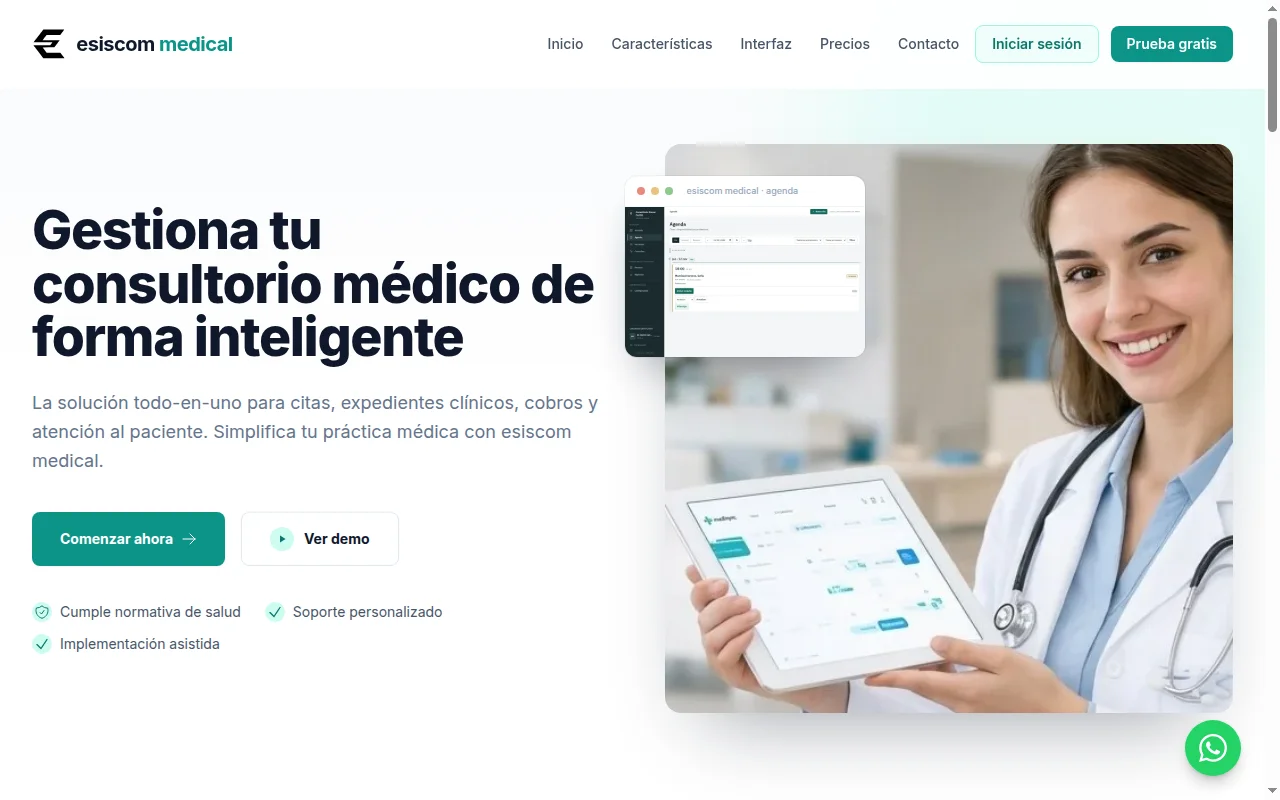 esiscom medical
Inicio
Características
Interfaz
Precios
Contacto
Iniciar sesión
Prueba gratis
esiscom medical · agenda
Agenda
Gestiona tu
consultorio médico de
forma inteligente
La solución todo-en-uno para citas, expedientes clínicos, cobros y
atención al paciente. Simplifica tu práctica médica con esiscom
medical.
Comenzar ahora
Ver demo
Cumple normativa de salud
Soporte personalizado
Implementación asistida